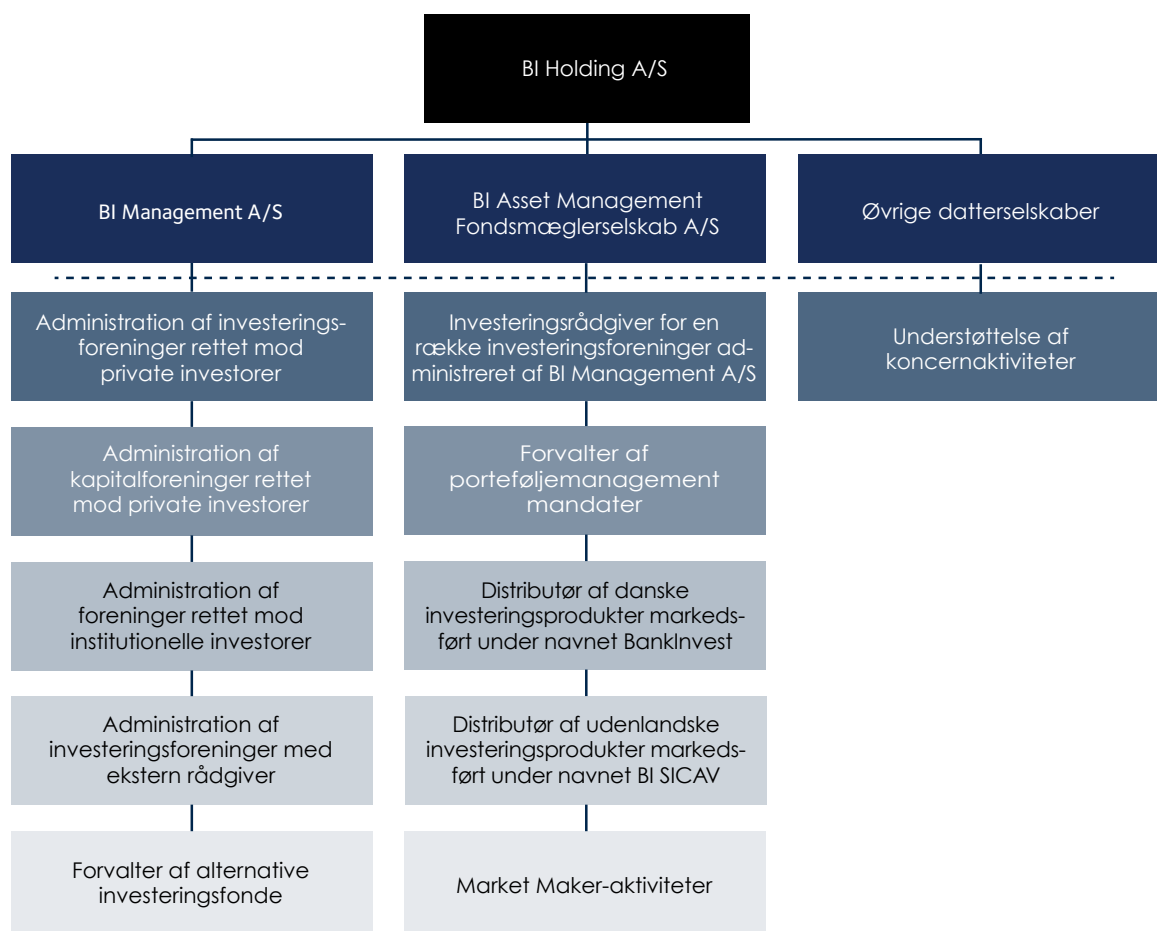 BI Holding A/S
BI Management A/S
BI Asset Management
Fondsmæglerselskab A/S
Øvrige datterselskaber
Administration af investerings-
foreninger rettet mod
private investorer
Administration af
kapitalforeninger rettet
mod private investorer
Administration af
foreninger rettet mod
institutionelle investorer
Administration af
investeringsforeninger med
ekstern rådgiver
Forvalter af alternative
investeringsfonde
Investeringsrådgiver for en
række investeringsforeninger ad-
ministreret af BI Management A/S
Forvalter af
porteføljemanagement
mandater
Distributør af danske
investeringsprodukter markeds-
ført under navnet BankInvest
Distributør af udenlandske
investeringsprodukter markeds-
ført under navnet BI SICAV
Market Maker-aktiviteter
Understøttelse af
koncernaktiviteter